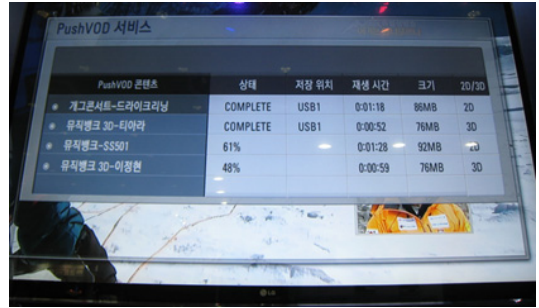 PushVOD 서비스
PushVOD 콘텐츠 상태 저장 위치 재생 시간 크기 2D/3D
개그콘서트-드라이크리닝 COMPLETE USB1 0:01:18 86MB 2D
뮤직뱅크 3D-티아라 COMPLETE USB1 0:00:52 76MB 3D
뮤직뱅크-SS501 61% 0:01:28 92MB 2D
뮤직뱅크 3D-이정현 48% 0:00:59 76MB 3D
LG